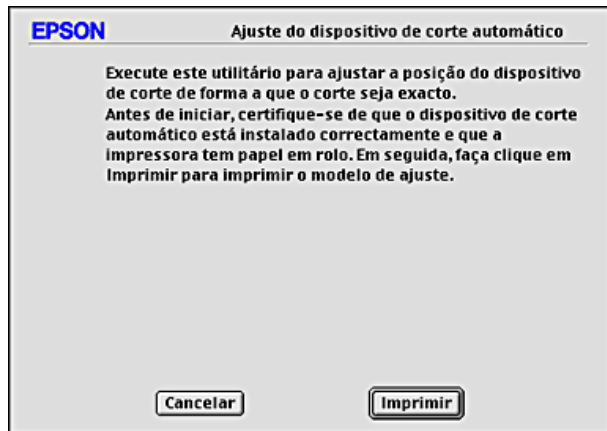 EPSON Ajuste do dispositivo de corte automático
Execute este utilitário para ajustar a posição do dispositivo
de corte de forma a que o corte seja exacto.
Antes de iniciar, certifique-se de que o dispositivo de corte
automático está instalado correctamente e que a
impressora tem papel em rolo. Em seguida, faça clique em
Imprimir para imprimir o modelo de ajuste.
Cancelar Imprimir